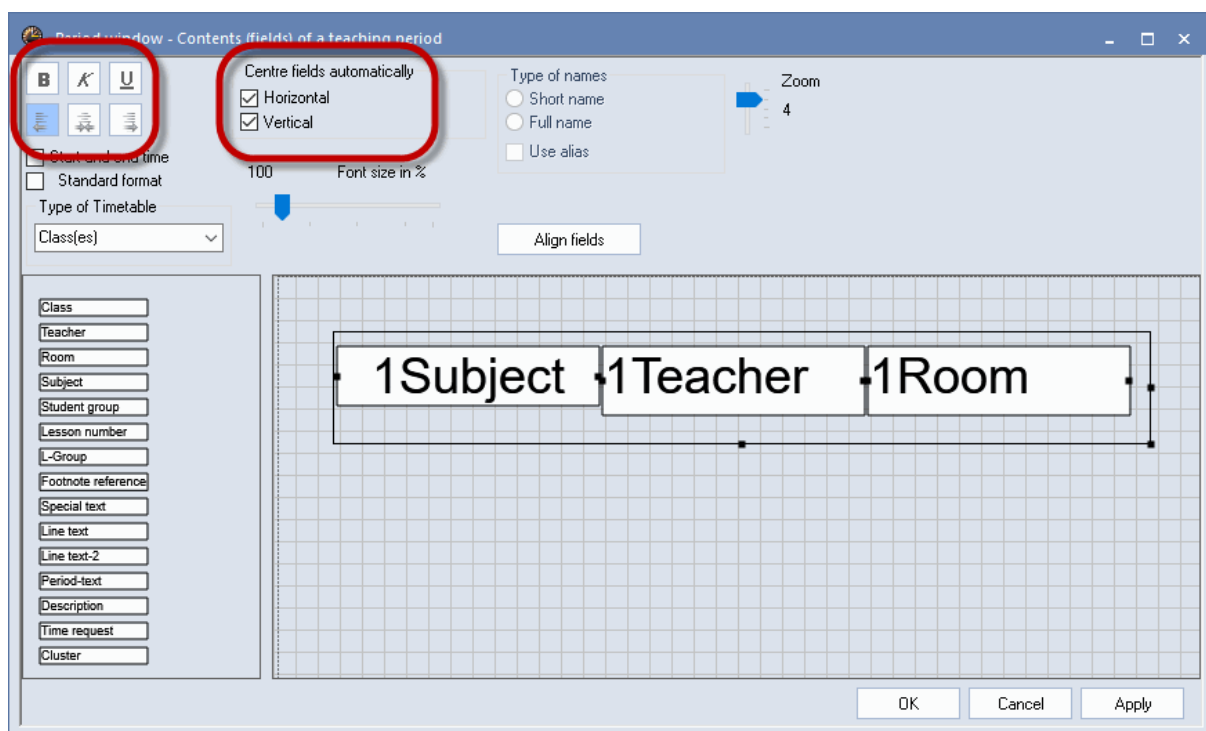 Period window - Contents (fields) of a teaching period
B K U
Centre fields automatically
Horizontal
Vertical
Type of names
Short name
Full name
Use alias
Zoom
4
Start and end time
Standard format
100 Font size in %
Type of Timetable
Class(es)
Align fields
Class
Teacher
Room
Subject
Student group
Lesson number
L-Group
Footnote reference
Special text
Line text
Line text-2
Period-text
Description
Time request
Cluster
1Subject 1Teacher 1Room
OK Cancel Apply